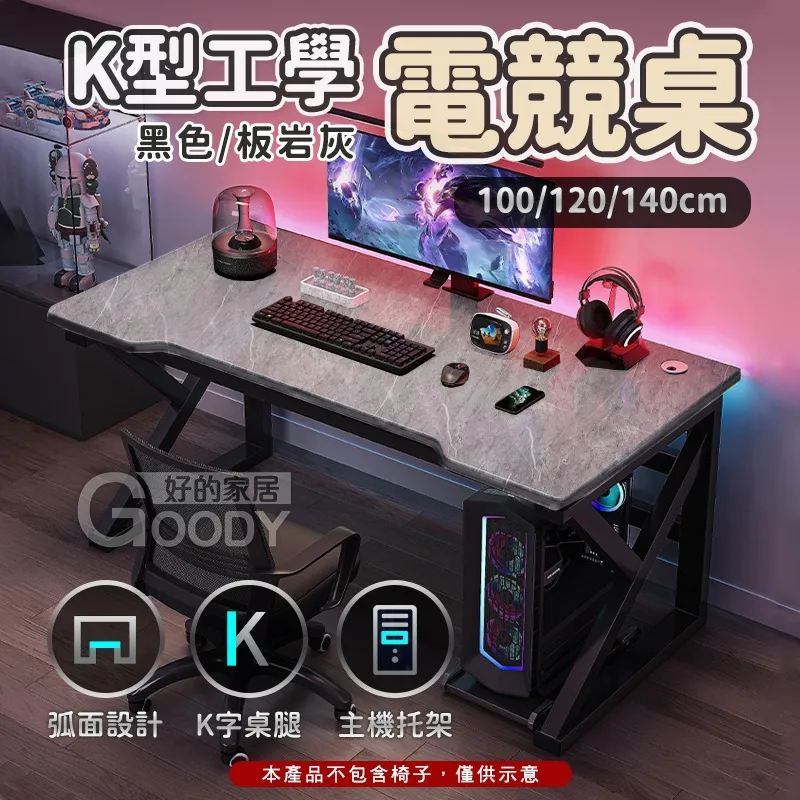 K型工學
電競桌
黑色/板岩灰
100/120/140cm
好的家居
GOODY
K
弧面設計
K字桌腿
主機托架
本產品不包含椅子，僅供示意